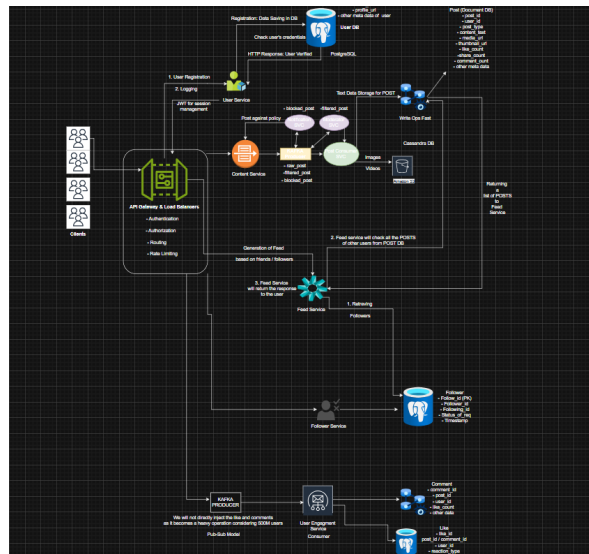 - profile_url
- other meta data of user
Registration: Data Saving in DB
User DB
Check user's credentials
HTTP Response: User Verified
PostgreSQL
Post (Document DB)
- post_id
- user_id
- post_type
- content_text
- media_url
- thumbnail_url
- like_count
-share_count
- comment_count
- other meta data
1. User Registration
2. Logging
User Service
JWT for session
management
Text Data Storage for POST
Write Ops Fast
- blocked_post
-filtered_post
Post against policy
Content Service
- raw_post
-filtered_post
- blocked_post
Images
Videos
Cassandra DB
Clients
API Gateway & Load Balancers
- Authentication
- Authorization
- Routing
- Rate Limiting
Returning
a
list of POSTS
to
Feed
Service
Generation of Feed
based on friends / followers
2. Feed service will check all the POSTS
of other users from POST DB
3. Feed Service
will return the response
to the user
Feed Service
1. Retreving
Followers
Follower
- Follow_id (PK)
- Follower_id
- Following_id
- Status_of_req
- Timestamp
Follower Service
KAFKA
PRODUCER
We will not directly inject the like and comments
as it becomes a heavy operation considering 500M users
Pub-Sub Model
User Engagment
Service
Consumer
Comment
- comment_id
- post_id
- user_id
- like_count
- other data
Like
- like_id
post_id / comment_id
- user_id
- reaction_type